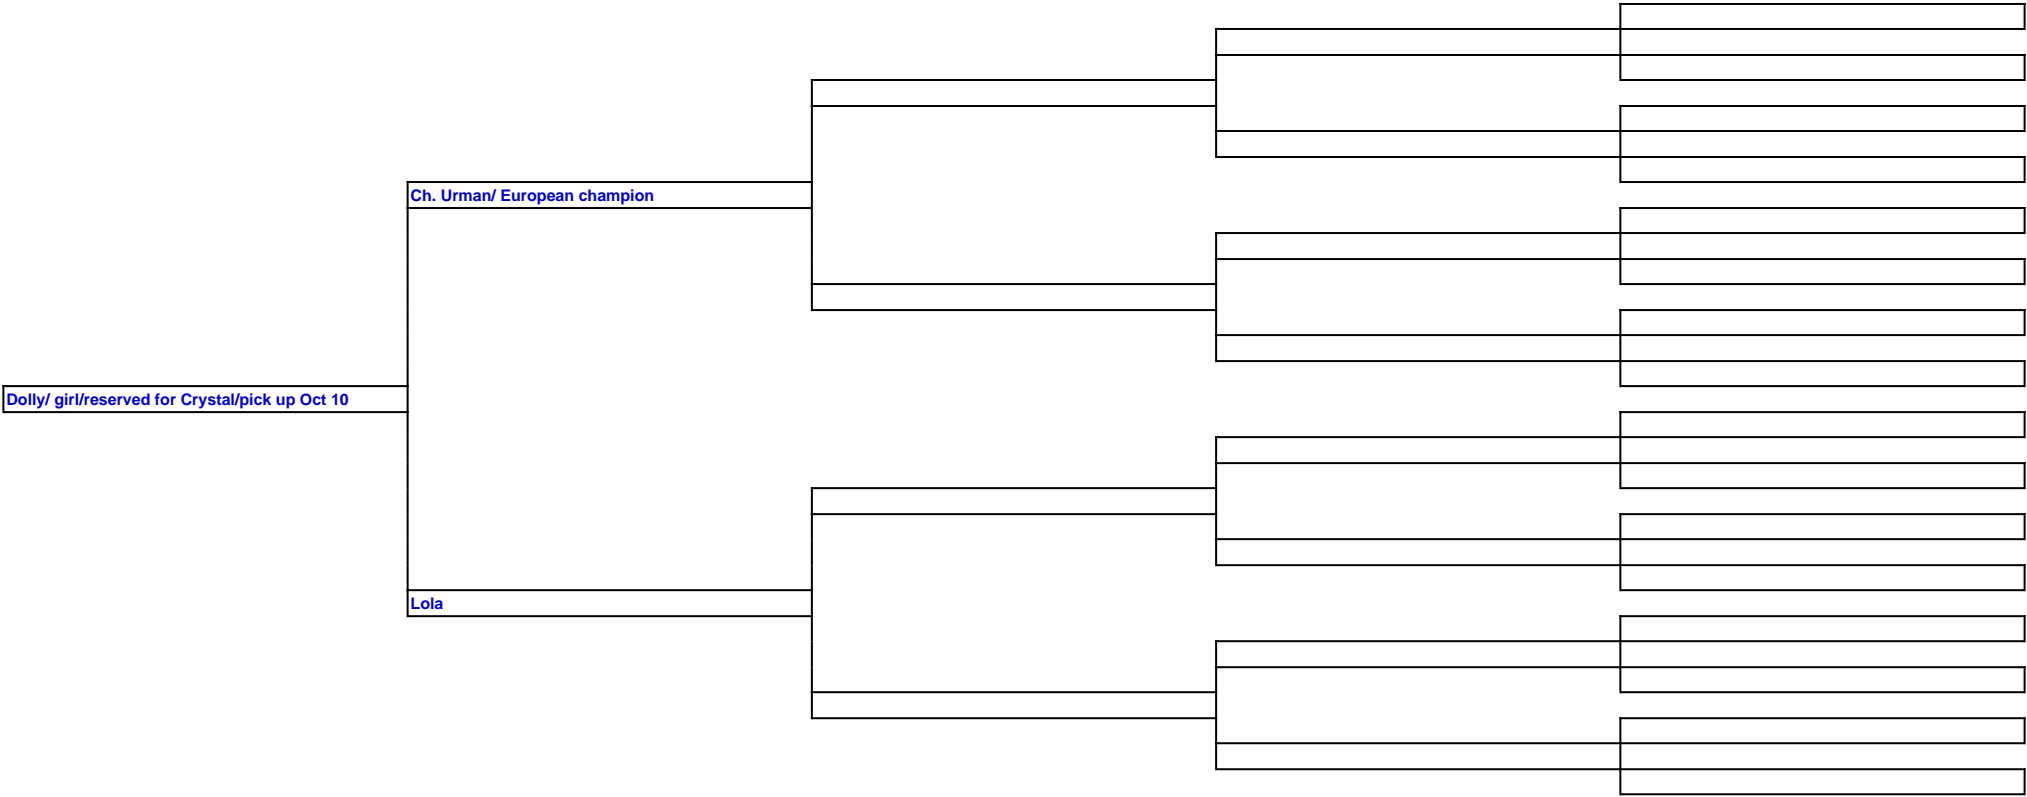 Ch. Urman/ European champion
Dolly/ girl/reserved for Crystal/pick up Oct 10
Lola